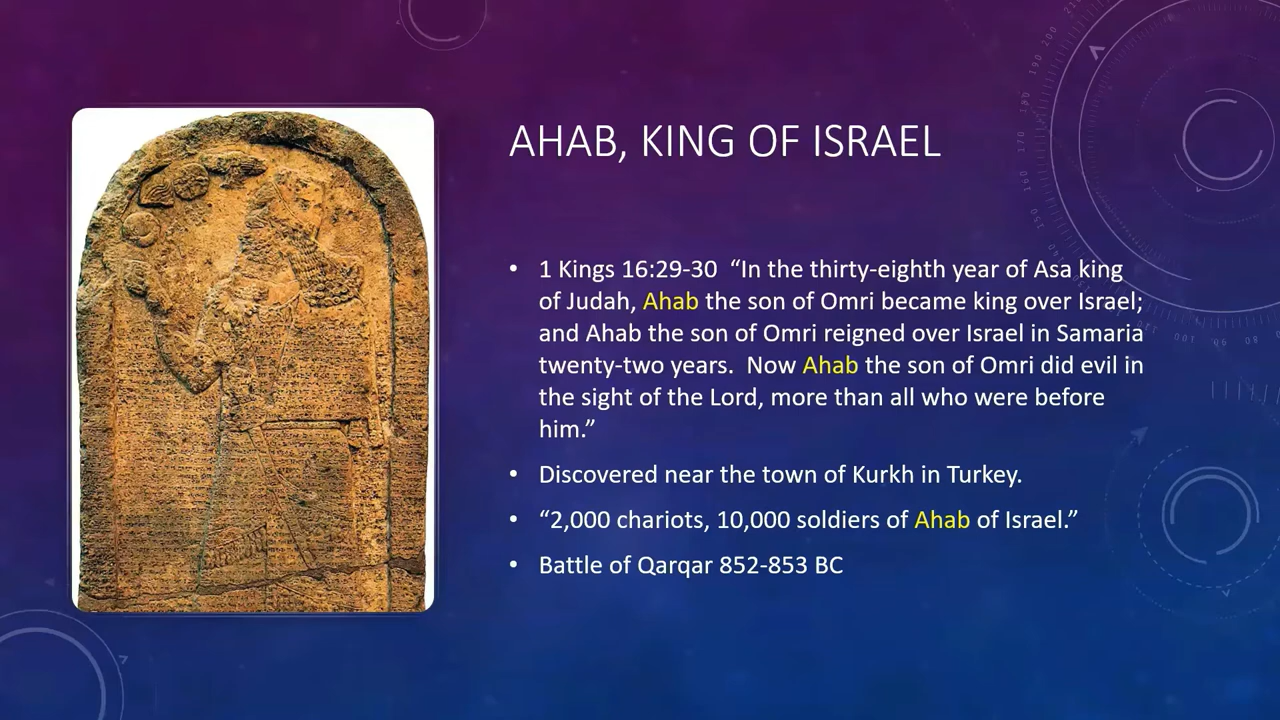 AHAB, KING OF ISRAEL
• 1 Kings 16:29-30  “In the thirty-eighth year of Asa king
of Judah, Ahab the son of Omri became king over Israel;
and Ahab the son of Omri reigned over Israel in Samaria
twenty-two years.  Now Ahab the son of Omri did evil in
the sight of the Lord, more than all who were before
him.”
• Discovered near the town of Kurkh in Turkey.
• “2,000 chariots, 10,000 soldiers of Ahab of Israel.”
• Battle of Qarqar 852-853 BC